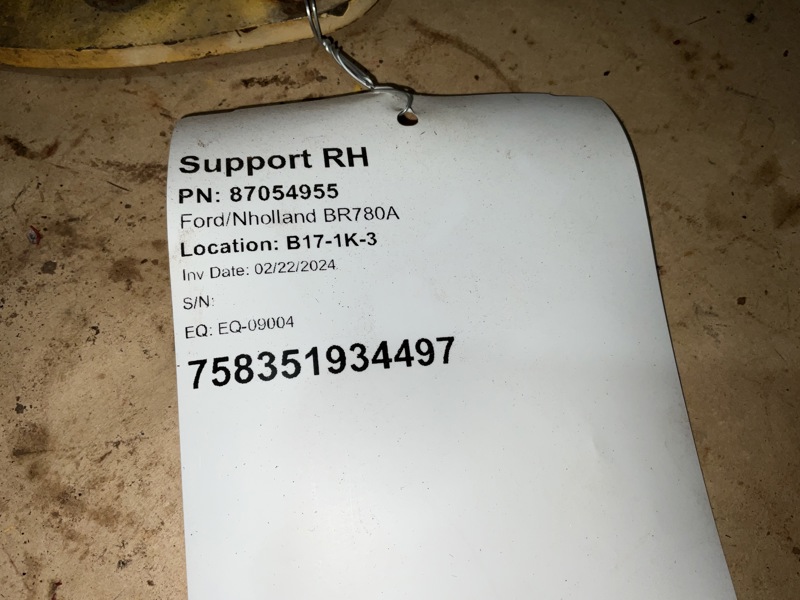 Support RH
PN: 87054955
Ford/Nholland BR780A
Location: B17-1K-3
Inv Date: 02/22/2024
S/N:
EQ: EQ-09004
758351934497